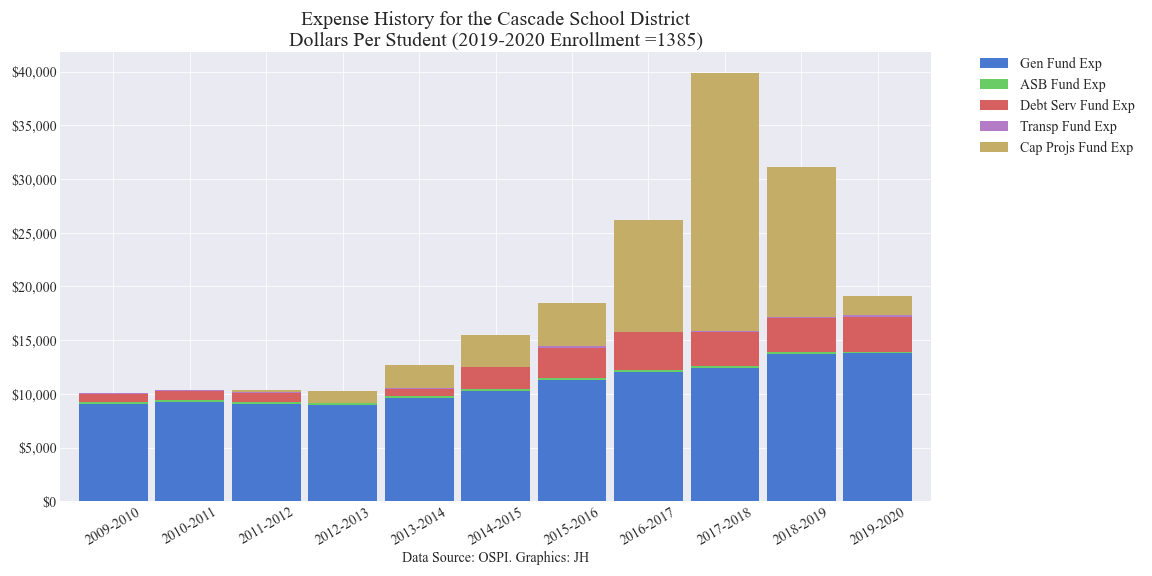 Expense History for the Cascade School District
Dollars Per Student (2019-2020 Enrollment =1385)
$40,000
$35,000
$30,000
$25,000
$20,000
$15,000
$10,000
$5,000
$0
2009-2010
2010-2011
2011-2012
2012-2013
2013-2014
2014-2015
2015-2016
2016-2017
2017-2018
2018-2019
2019-2020
Data Source: OSPI. Graphics: JH
Gen Fund Exp
ASB Fund Exp
Debt Serv Fund Exp
Transp Fund Exp
Cap Projs Fund Exp